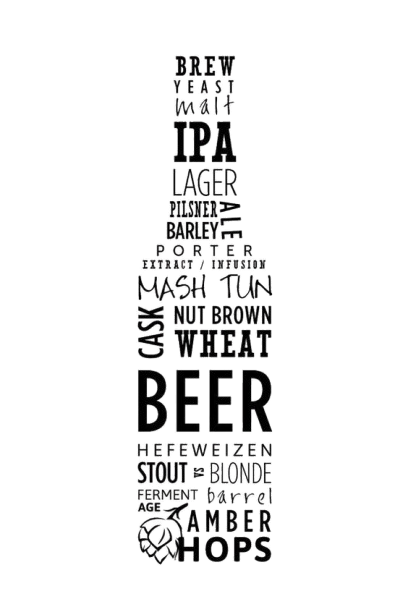 BREW
YEAST
malt
IPA
LAGER
PILSNER
BARLEY
ALE
PORTER
EXTRACT / INFUSION
MASH TUN
CASK
NUT BROWN
WHEAT
BEER
HEFEWEIZEN
STOUT vs BLONDE
FERMENT barrel
AGE
AMBER
HOPS